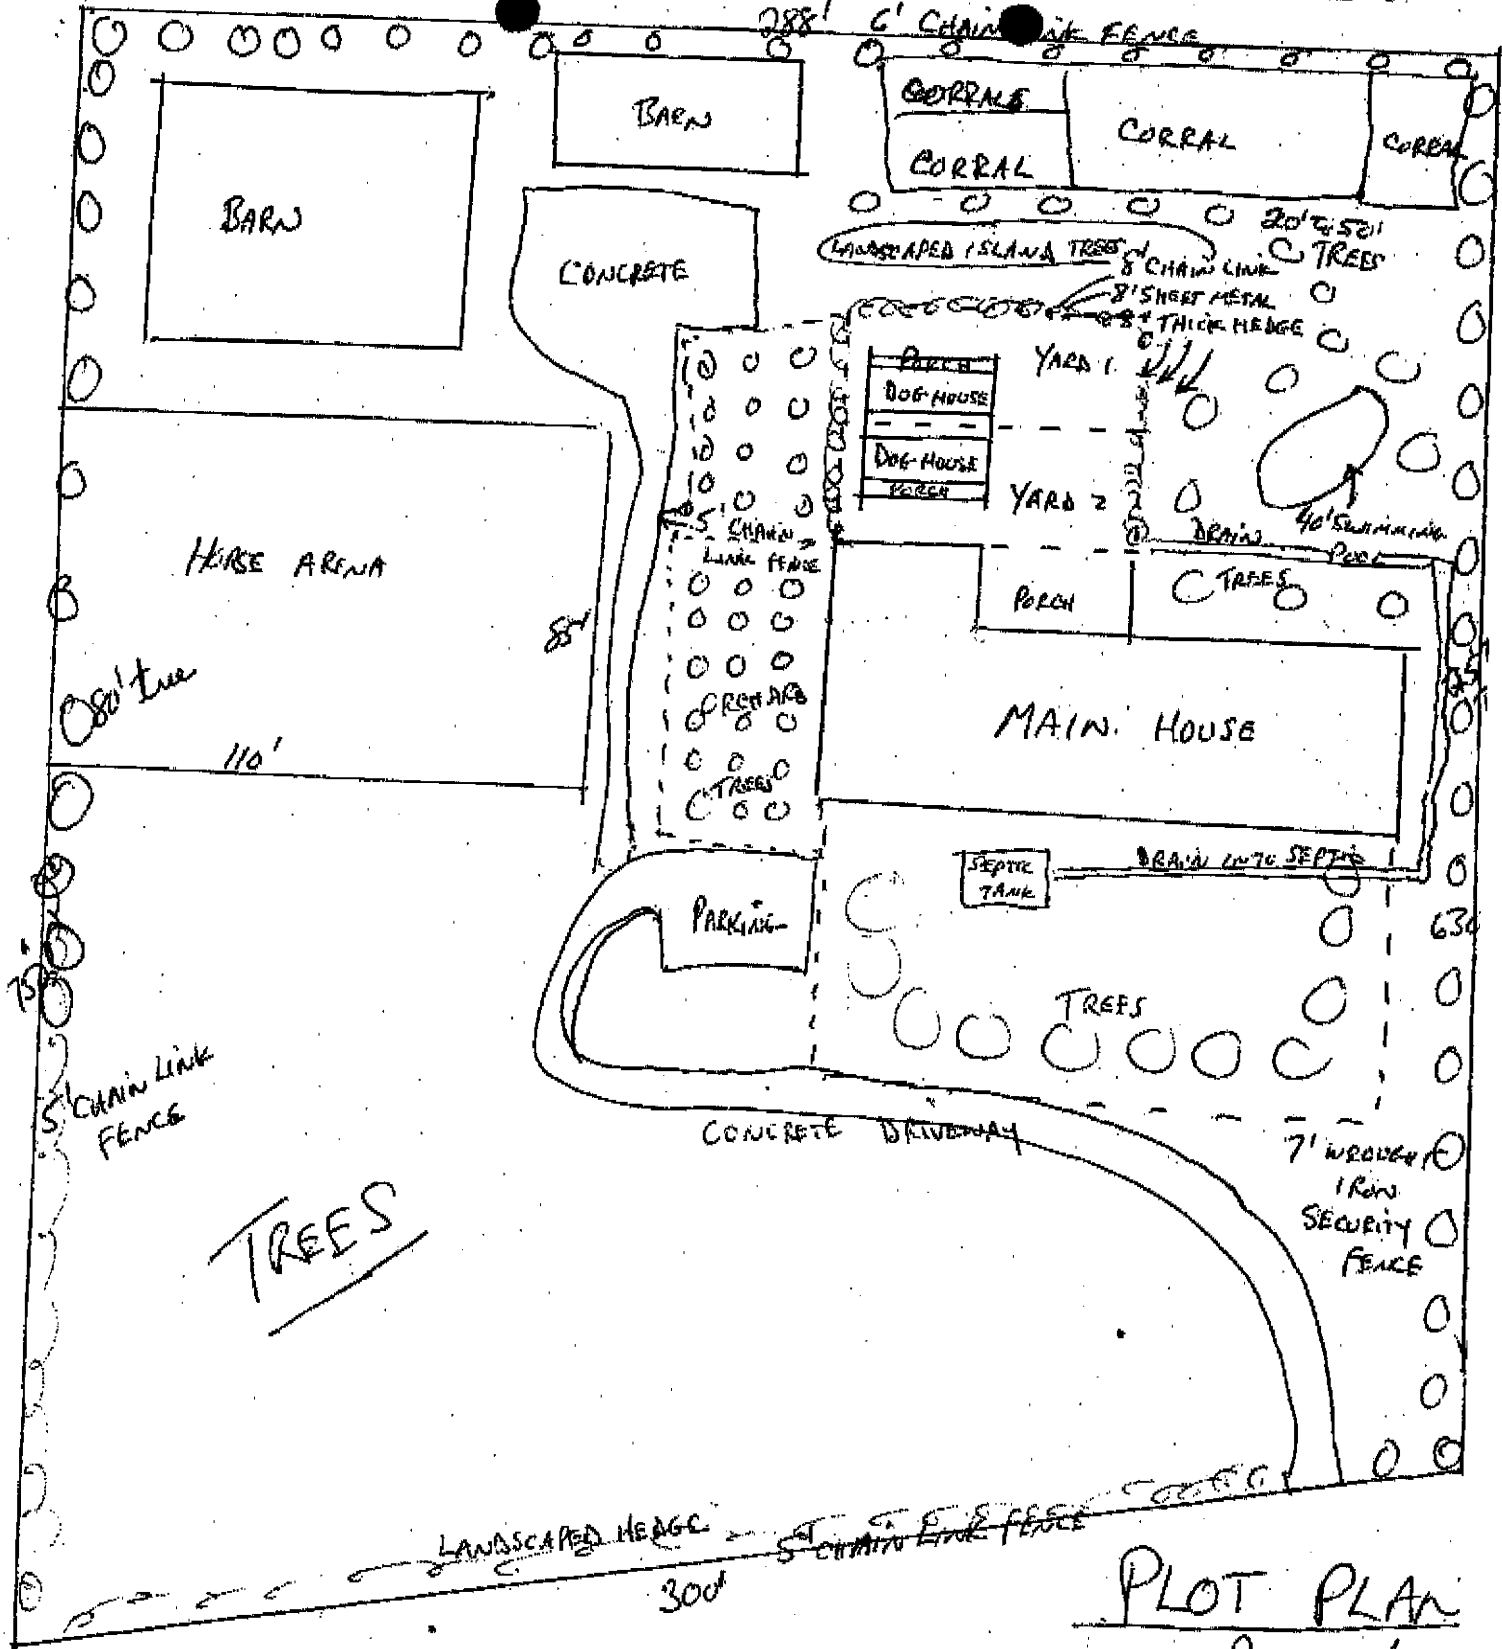 288' 6' CHAIN LINK FENCE
BARN
CORRALS
CORRAL
CORRAL
CORRAL
BARN
CONCRETE
LANDSCAPED ISLAND TREES
20' TO 50'
TREES
8' CHAIN LINK
8' SHEET METAL
8' THICK HEDGE
PORCH
YARD 1
DOG HOUSE
DOG HOUSE
PORCH
YARD 2
5' CHAIN
LINK FENCE
DRAIN
40' SWIMMING
POOL
HORSE ARENA
PORCH
TREES
85'
80' tree
ORCHARD
TREES
MAIN HOUSE
110'
SEPTIC
TANK
DRAIN INTO SEPTIC
PARKING
TREES
5' CHAIN LINK
FENCE
CONCRETE DRIVEWAY
7' WROUGHT
IRON
SECURITY
FENCE
TREES
LANDSCAPED HEDGE
5' CHAIN LINK FENCE
300'
PLOT PLAN